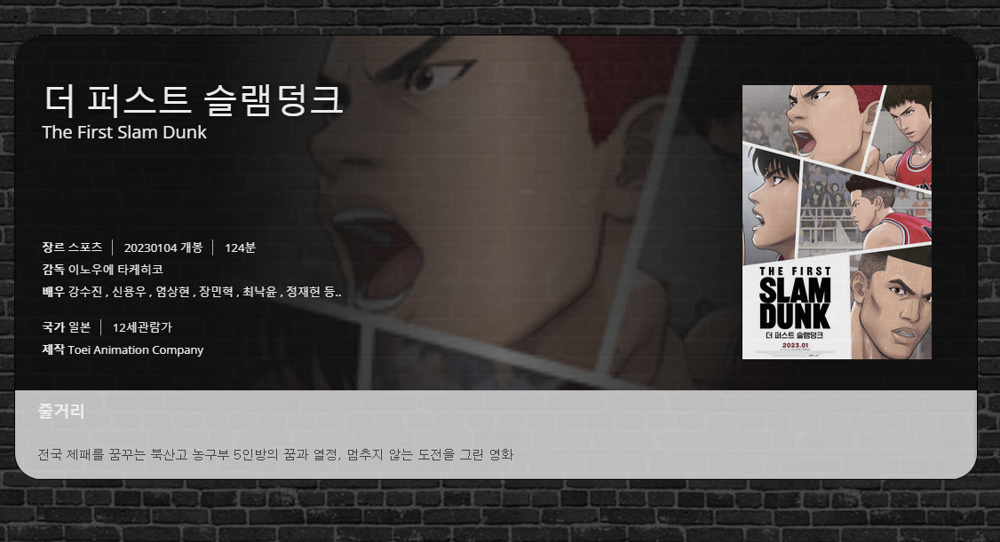 더 퍼스트 슬램덩크
The First Slam Dunk
장르 스포츠 20230104 개봉 124분
감독 이노우에 타케히코
배우 강수진 , 신용우 , 엄상현 , 장민혁 , 최낙윤 , 정재헌 등..
국가 일본 12세관람가
제작 Toei Animation Company
THE FIRST
SLAM
DUNK
더 퍼스트 슬램덩크
2023.01
줄거리
전국 제패를 꿈꾸는 북산고 농구부 5인방의 꿈과 열정, 멈추지 않는 도전을 그린 영화